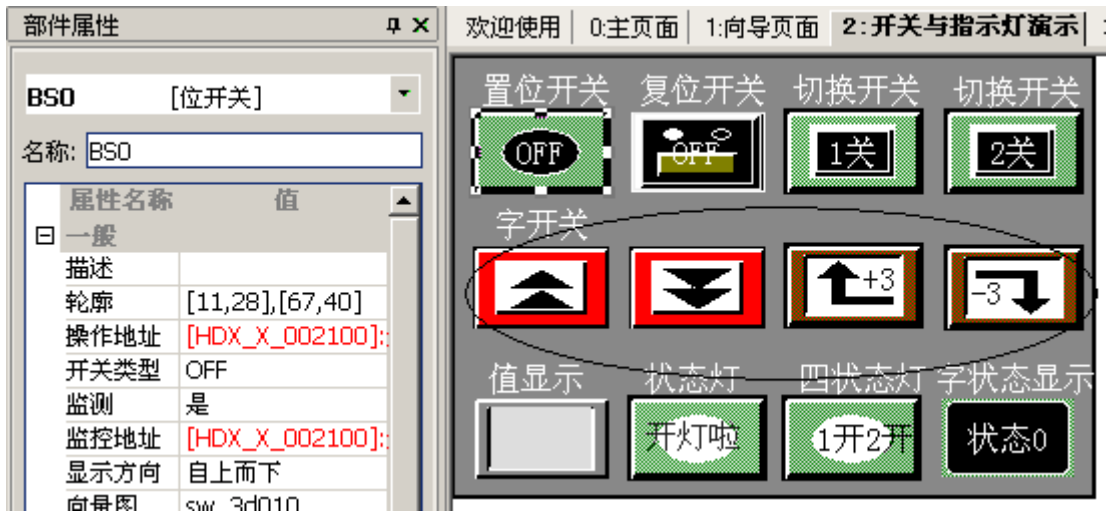 部件属性
BS0 [位开关]
名称: BS0
属性名称 值
一般
描述
轮廓 [11,28],[67,40]
操作地址 [HDX_X_002100]:
开关类型 OFF
监测 是
监控地址 [HDX_X_002100]:
显示方向 自上而下
向量图 sw_3d010
欢迎使用 0:主页面 1:向导页面 2:开关与指示灯演示
置位开关 复位开关 切换开关 切换开关
OFF OFF 1关 2关
字开关
+3 -3
值显示 状态灯 四状态灯 字状态显示
开灯啦 1开2开 状态0